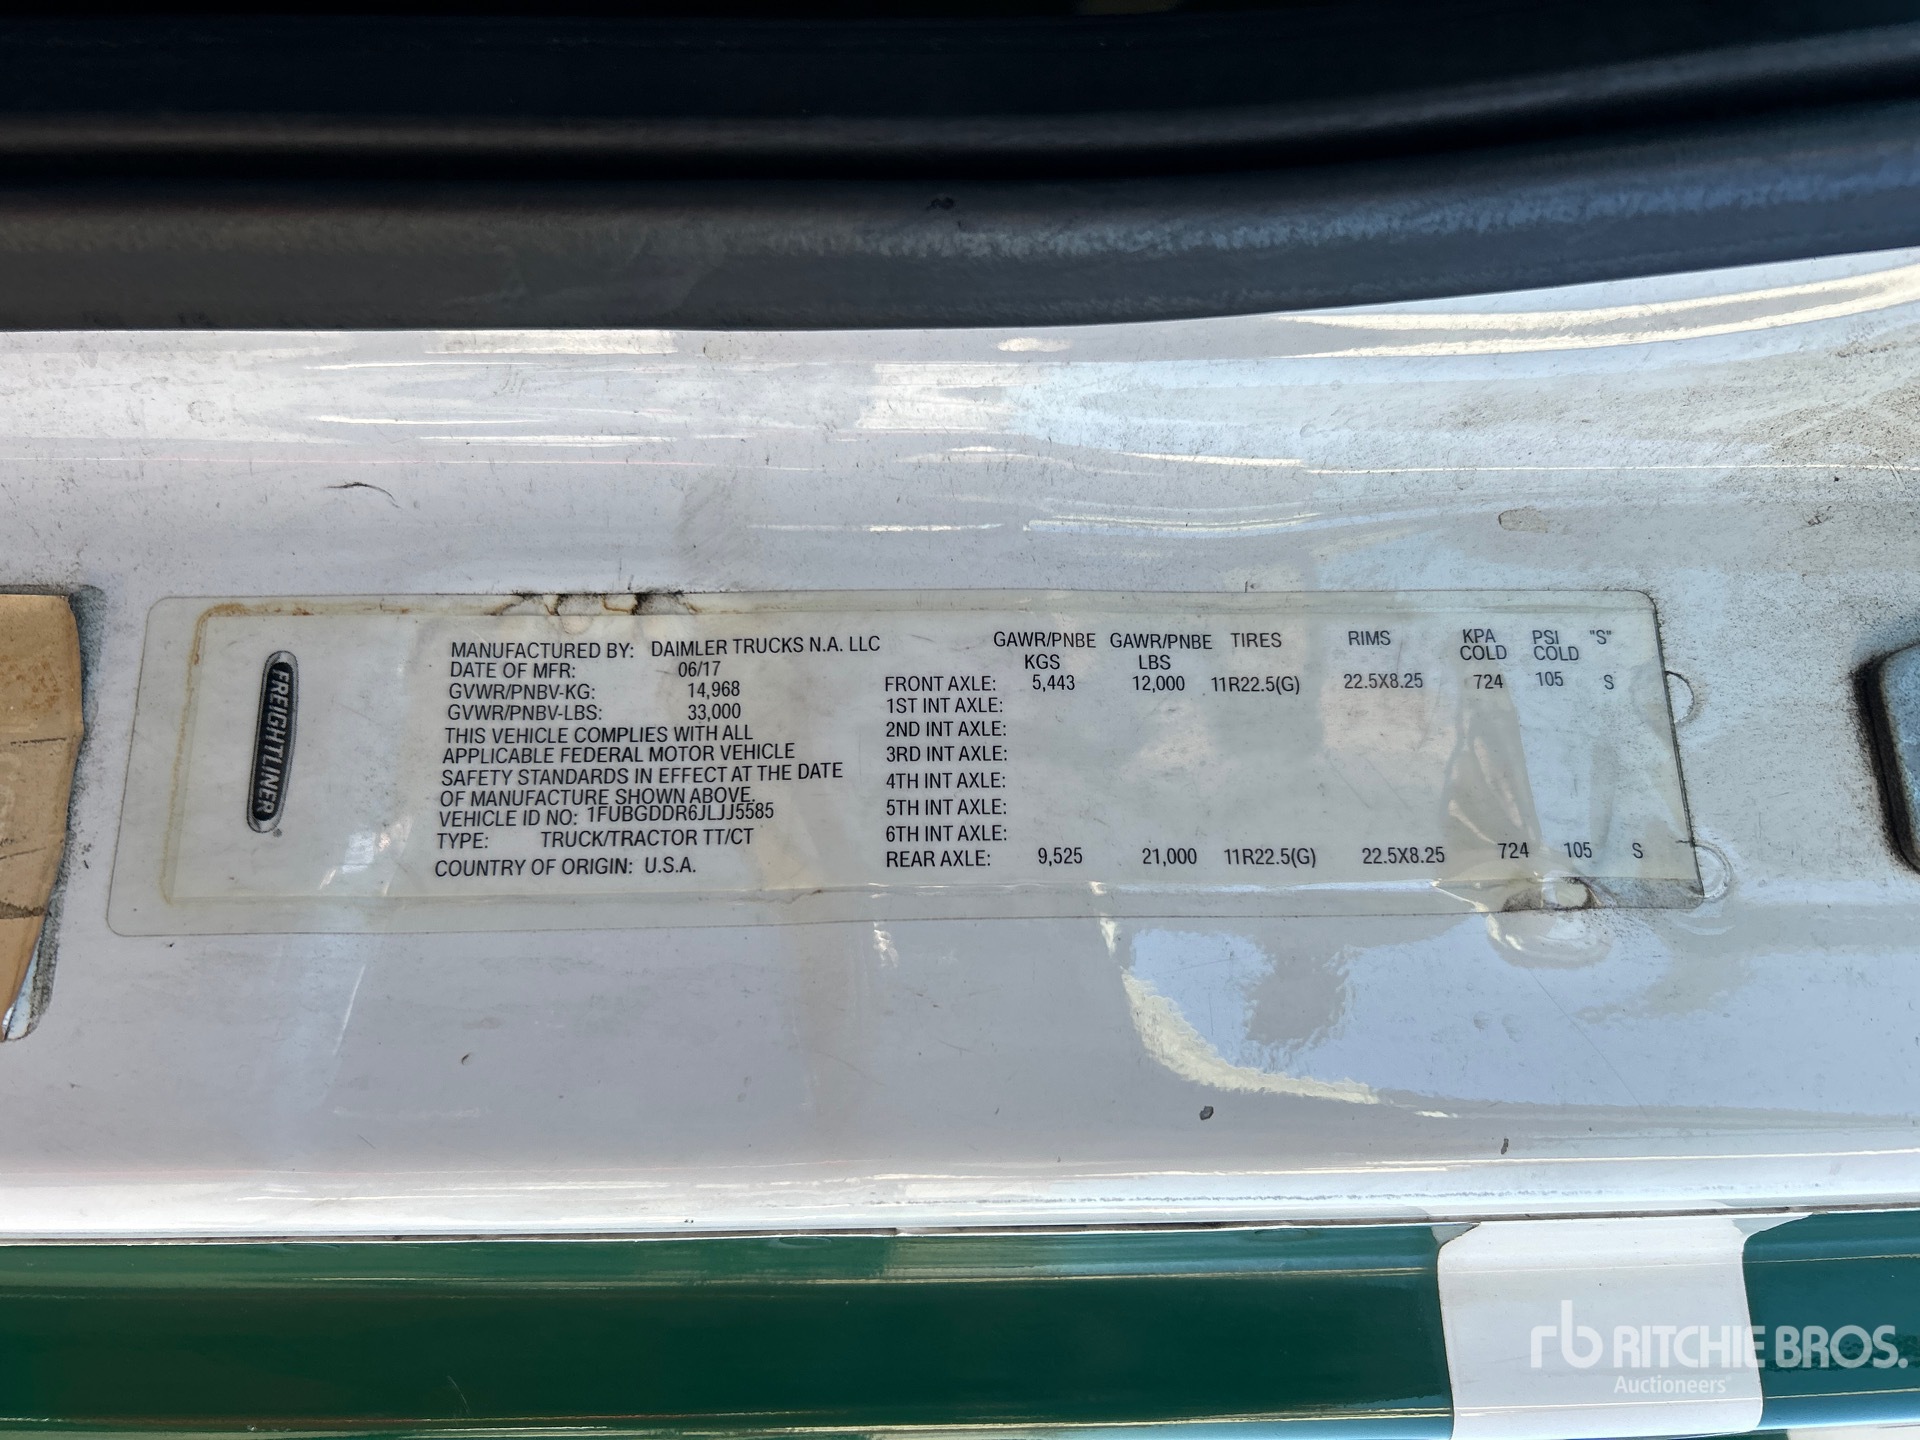 FREIGHTLINER
MANUFACTURED BY: DAIMLER TRUCKS N.A. LLC
DATE OF MFR: 06/17
GVWR/PNBV-KG: 14,968
GVWR/PNBV-LBS: 33,000
THIS VEHICLE COMPLIES WITH ALL
APPLICABLE FEDERAL MOTOR VEHICLE
SAFETY STANDARDS IN EFFECT AT THE DATE
OF MANUFACTURE SHOWN ABOVE.
VEHICLE ID NO: 1FUBGDDR6JLJJ5585
TYPE: TRUCK/TRACTOR TT/CT
COUNTRY OF ORIGIN: U.S.A.
GAWR/PNBE GAWR/PNBE TIRES RIMS KPA PSI "S"
KGS LBS COLD COLD
FRONT AXLE: 5,443 12,000 11R22.5(G) 22.5X8.25 724 105 S
1ST INT AXLE:
2ND INT AXLE:
3RD INT AXLE:
4TH INT AXLE:
5TH INT AXLE:
6TH INT AXLE:
REAR AXLE: 9,525 21,000 11R22.5(G) 22.5X8.25 724 105 S
rb RITCHIE BROS.
Auctioneers